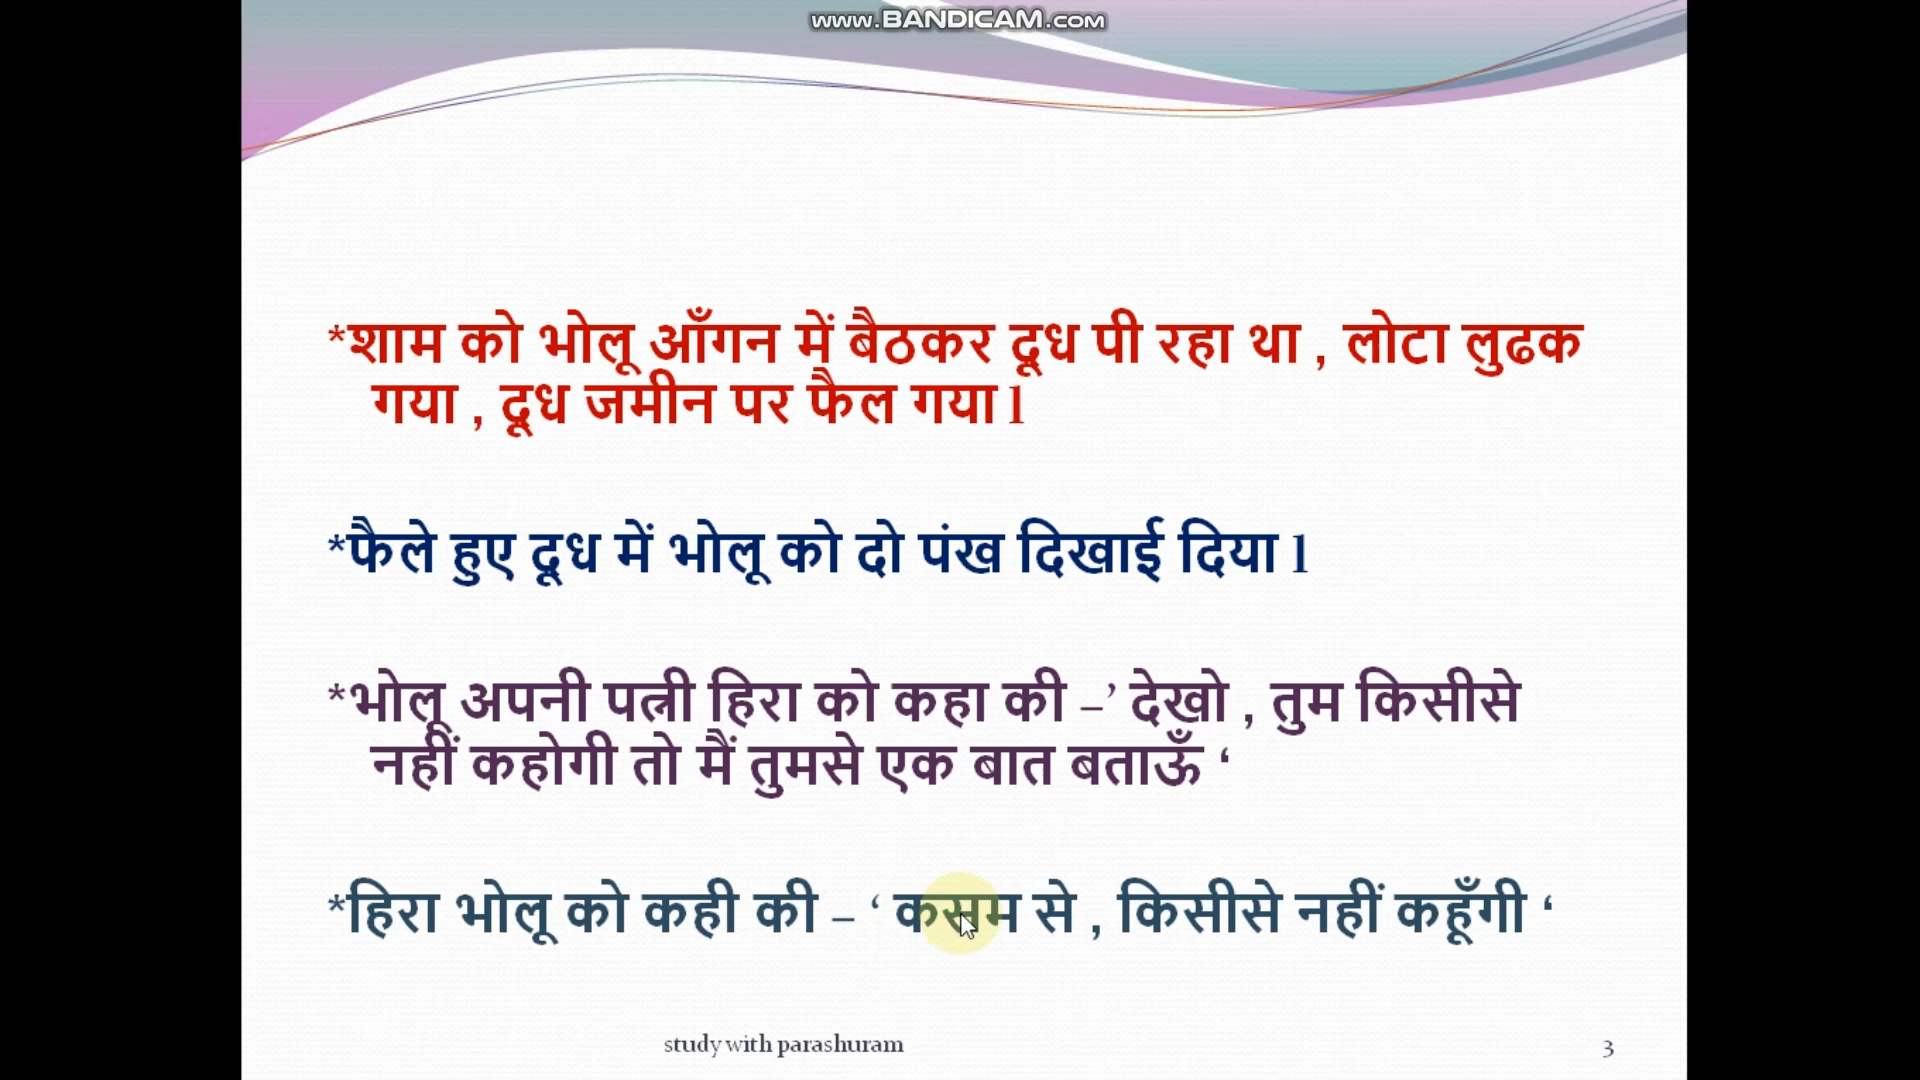 www.BANDICAM.com
*शाम को भोलू आँगन में बैठकर दूध पी रहा था , लोटा लुढक
गया , दूध जमीन पर फैल गया l
*फैले हुए दूध में भोलू को दो पंख दिखाई दिया l
*भोलू अपनी पत्नी हिरा को कहा की –’ देखो , तुम किसीसे
नहीं कहोगी तो मैं तुमसे एक बात बताऊँ ‘
*हिरा भोलू को कही की – ‘ कसम से , किसीसे नहीं कहूँगी ‘
study with parashuram
3